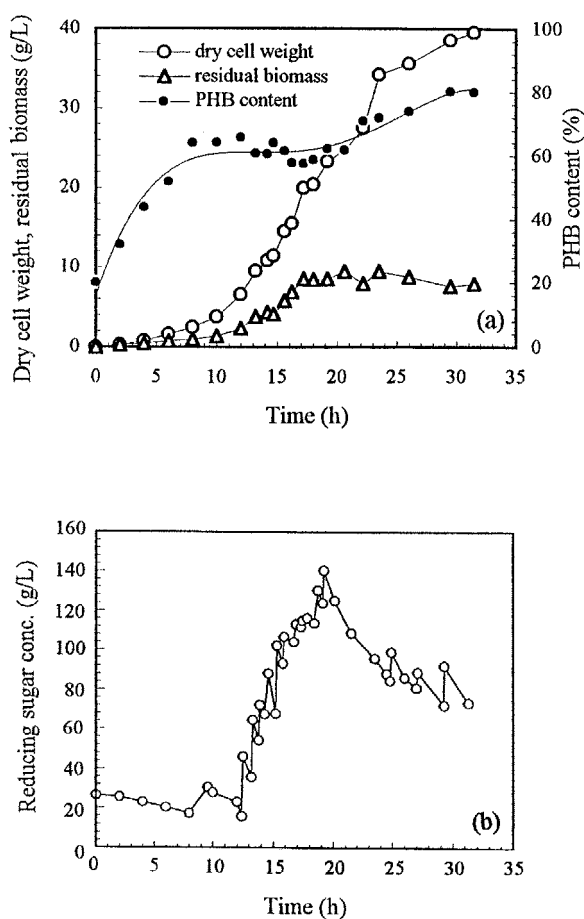 40
30
20
10
0
100
80
60
40
20
0
dry cell weight
residual biomass
PHB content
(a)
0 5 10 15 20 25 30 35
Time (h)
Dry cell weight, residual biomass (g/L)
PHB content (%)
160
140
120
100
80
60
40
20
0
(b)
0 5 10 15 20 25 30 35
Time (h)
Reducing sugar conc. (g/L)